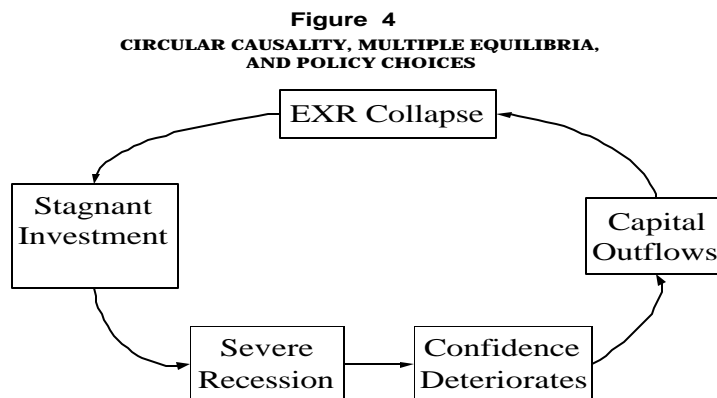 Figure 4
CIRCULAR CAUSALITY, MULTIPLE EQUILIBRIA,
AND POLICY CHOICES
EXR Collapse
Stagnant
Investment
Capital
Outflows
Severe
Recession
Confidence
Deteriorates